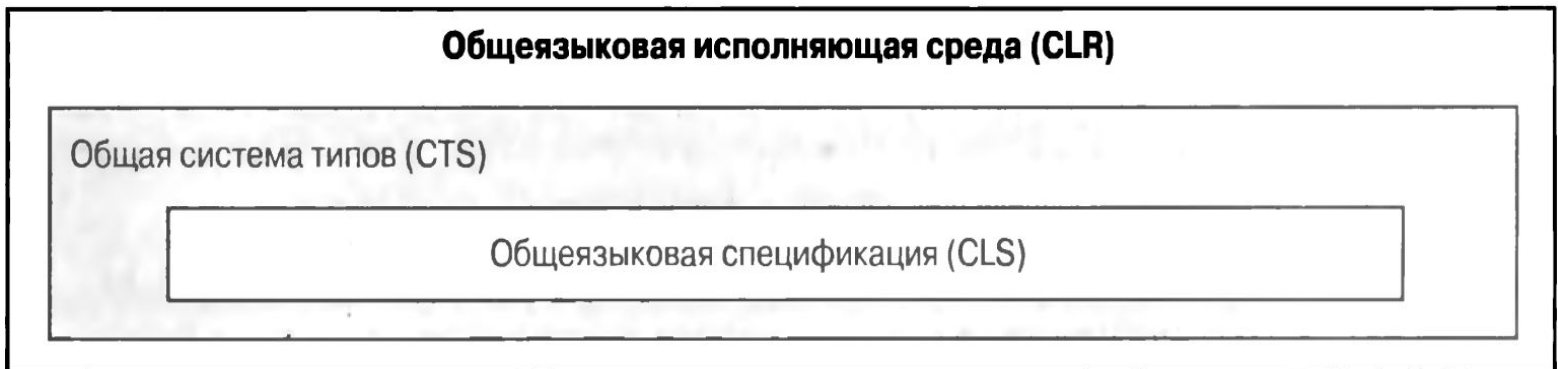 Общеязыковая исполняющая среда (CLR)
Общая система типов (CTS)
Общеязыковая спецификация (CLS)